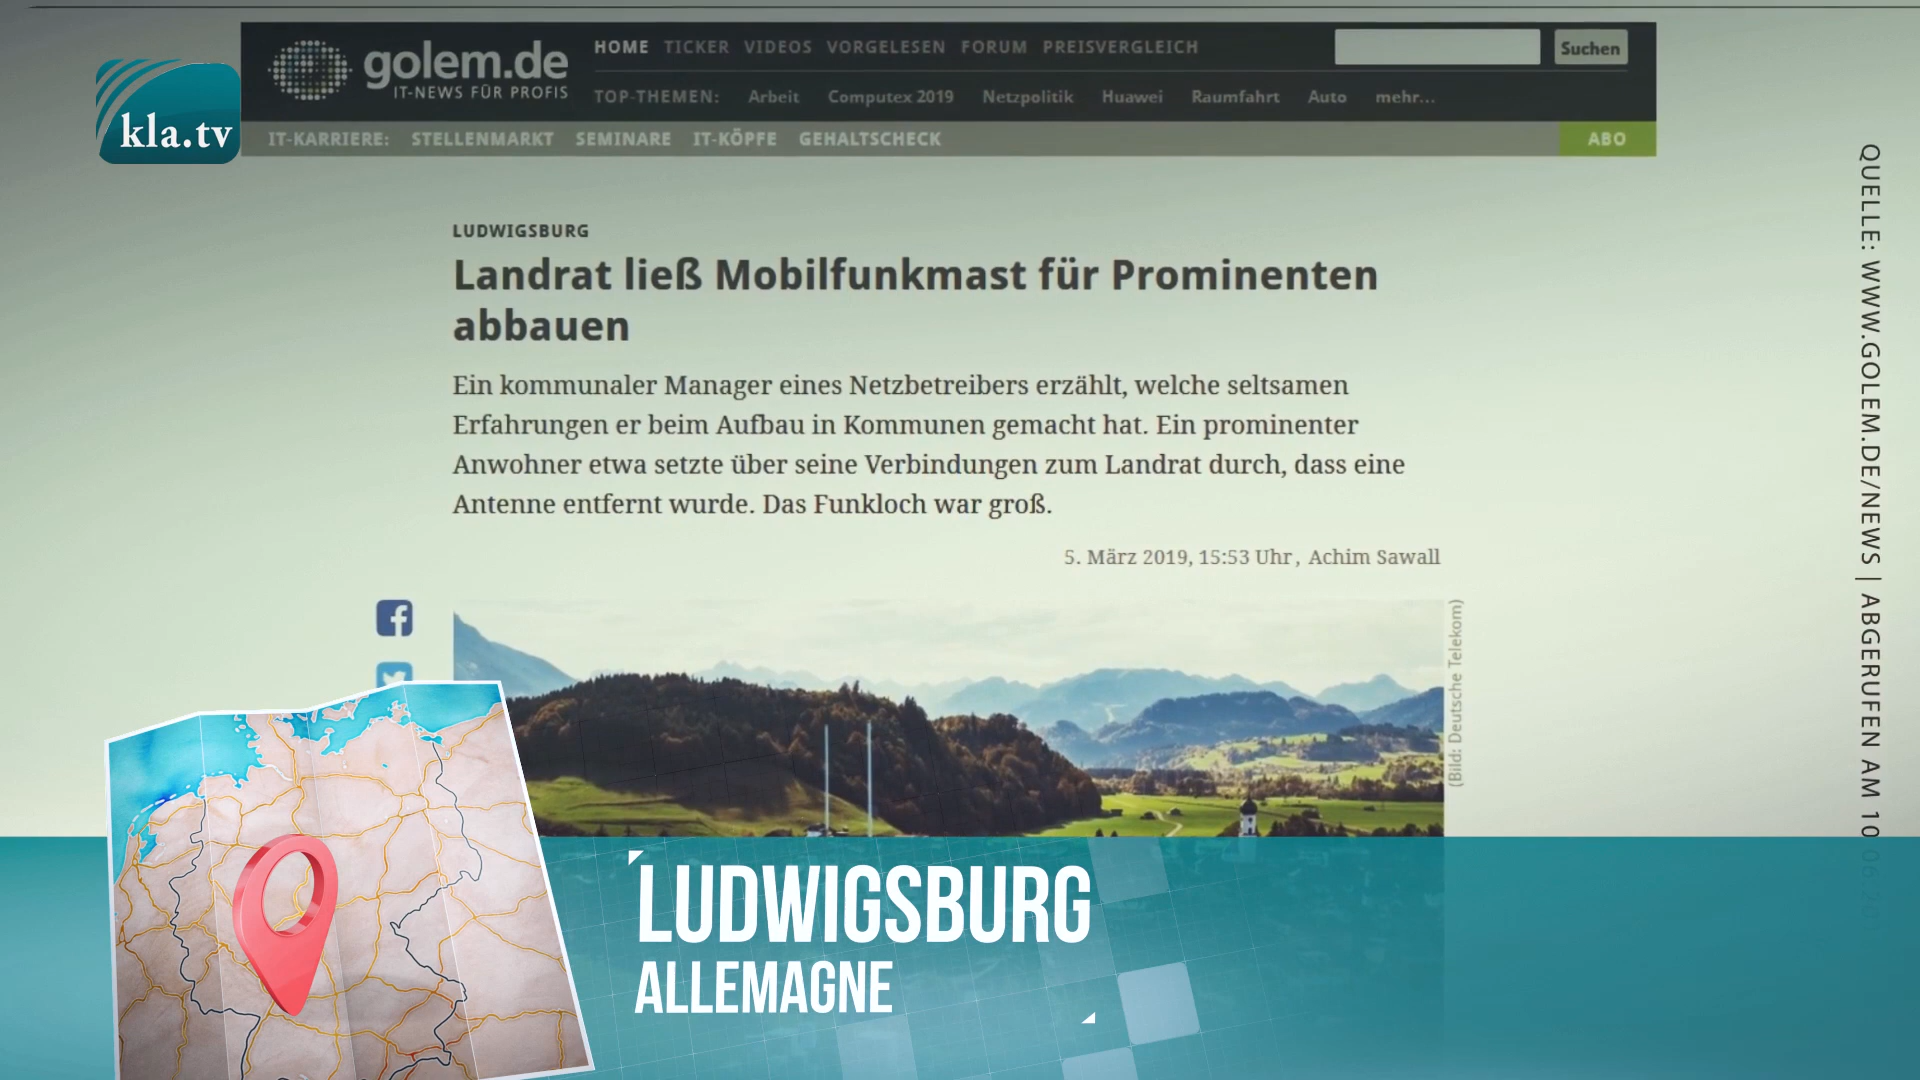 kla.tv
golem.de
IT-NEWS FÜR PROFIS
HOME TICKER VIDEOS VORGELESEN FORUM PREISVERGLEICH
Suchen
TOP-THEMEN: Arbeit Computex 2019 Netzpolitik Huawei Raumfahrt Auto mehr...
IT-KARRIERE: STELLENMARKT SEMINARE IT-KÖPFE GEHALTSCHECK
ABO
LUDWIGSBURG
Landrat ließ Mobilfunkmast für Prominenten
abbauen
Ein kommunaler Manager eines Netzbetreibers erzählt, welche seltsamen
Erfahrungen er beim Aufbau in Kommunen gemacht hat. Ein prominenter
Anwohner etwa setzte über seine Verbindungen zum Landrat durch, dass eine
Antenne entfernt wurde. Das Funkloch war groß.
5. März 2019, 15:53 Uhr, Achim Sawall
(Bild: Deutsche Telekom)
QUELLE: WWW.GOLEM.DE/NEWS | ABGERUFEN AM 10
LUDWIGSBURG
ALLEMAGNE